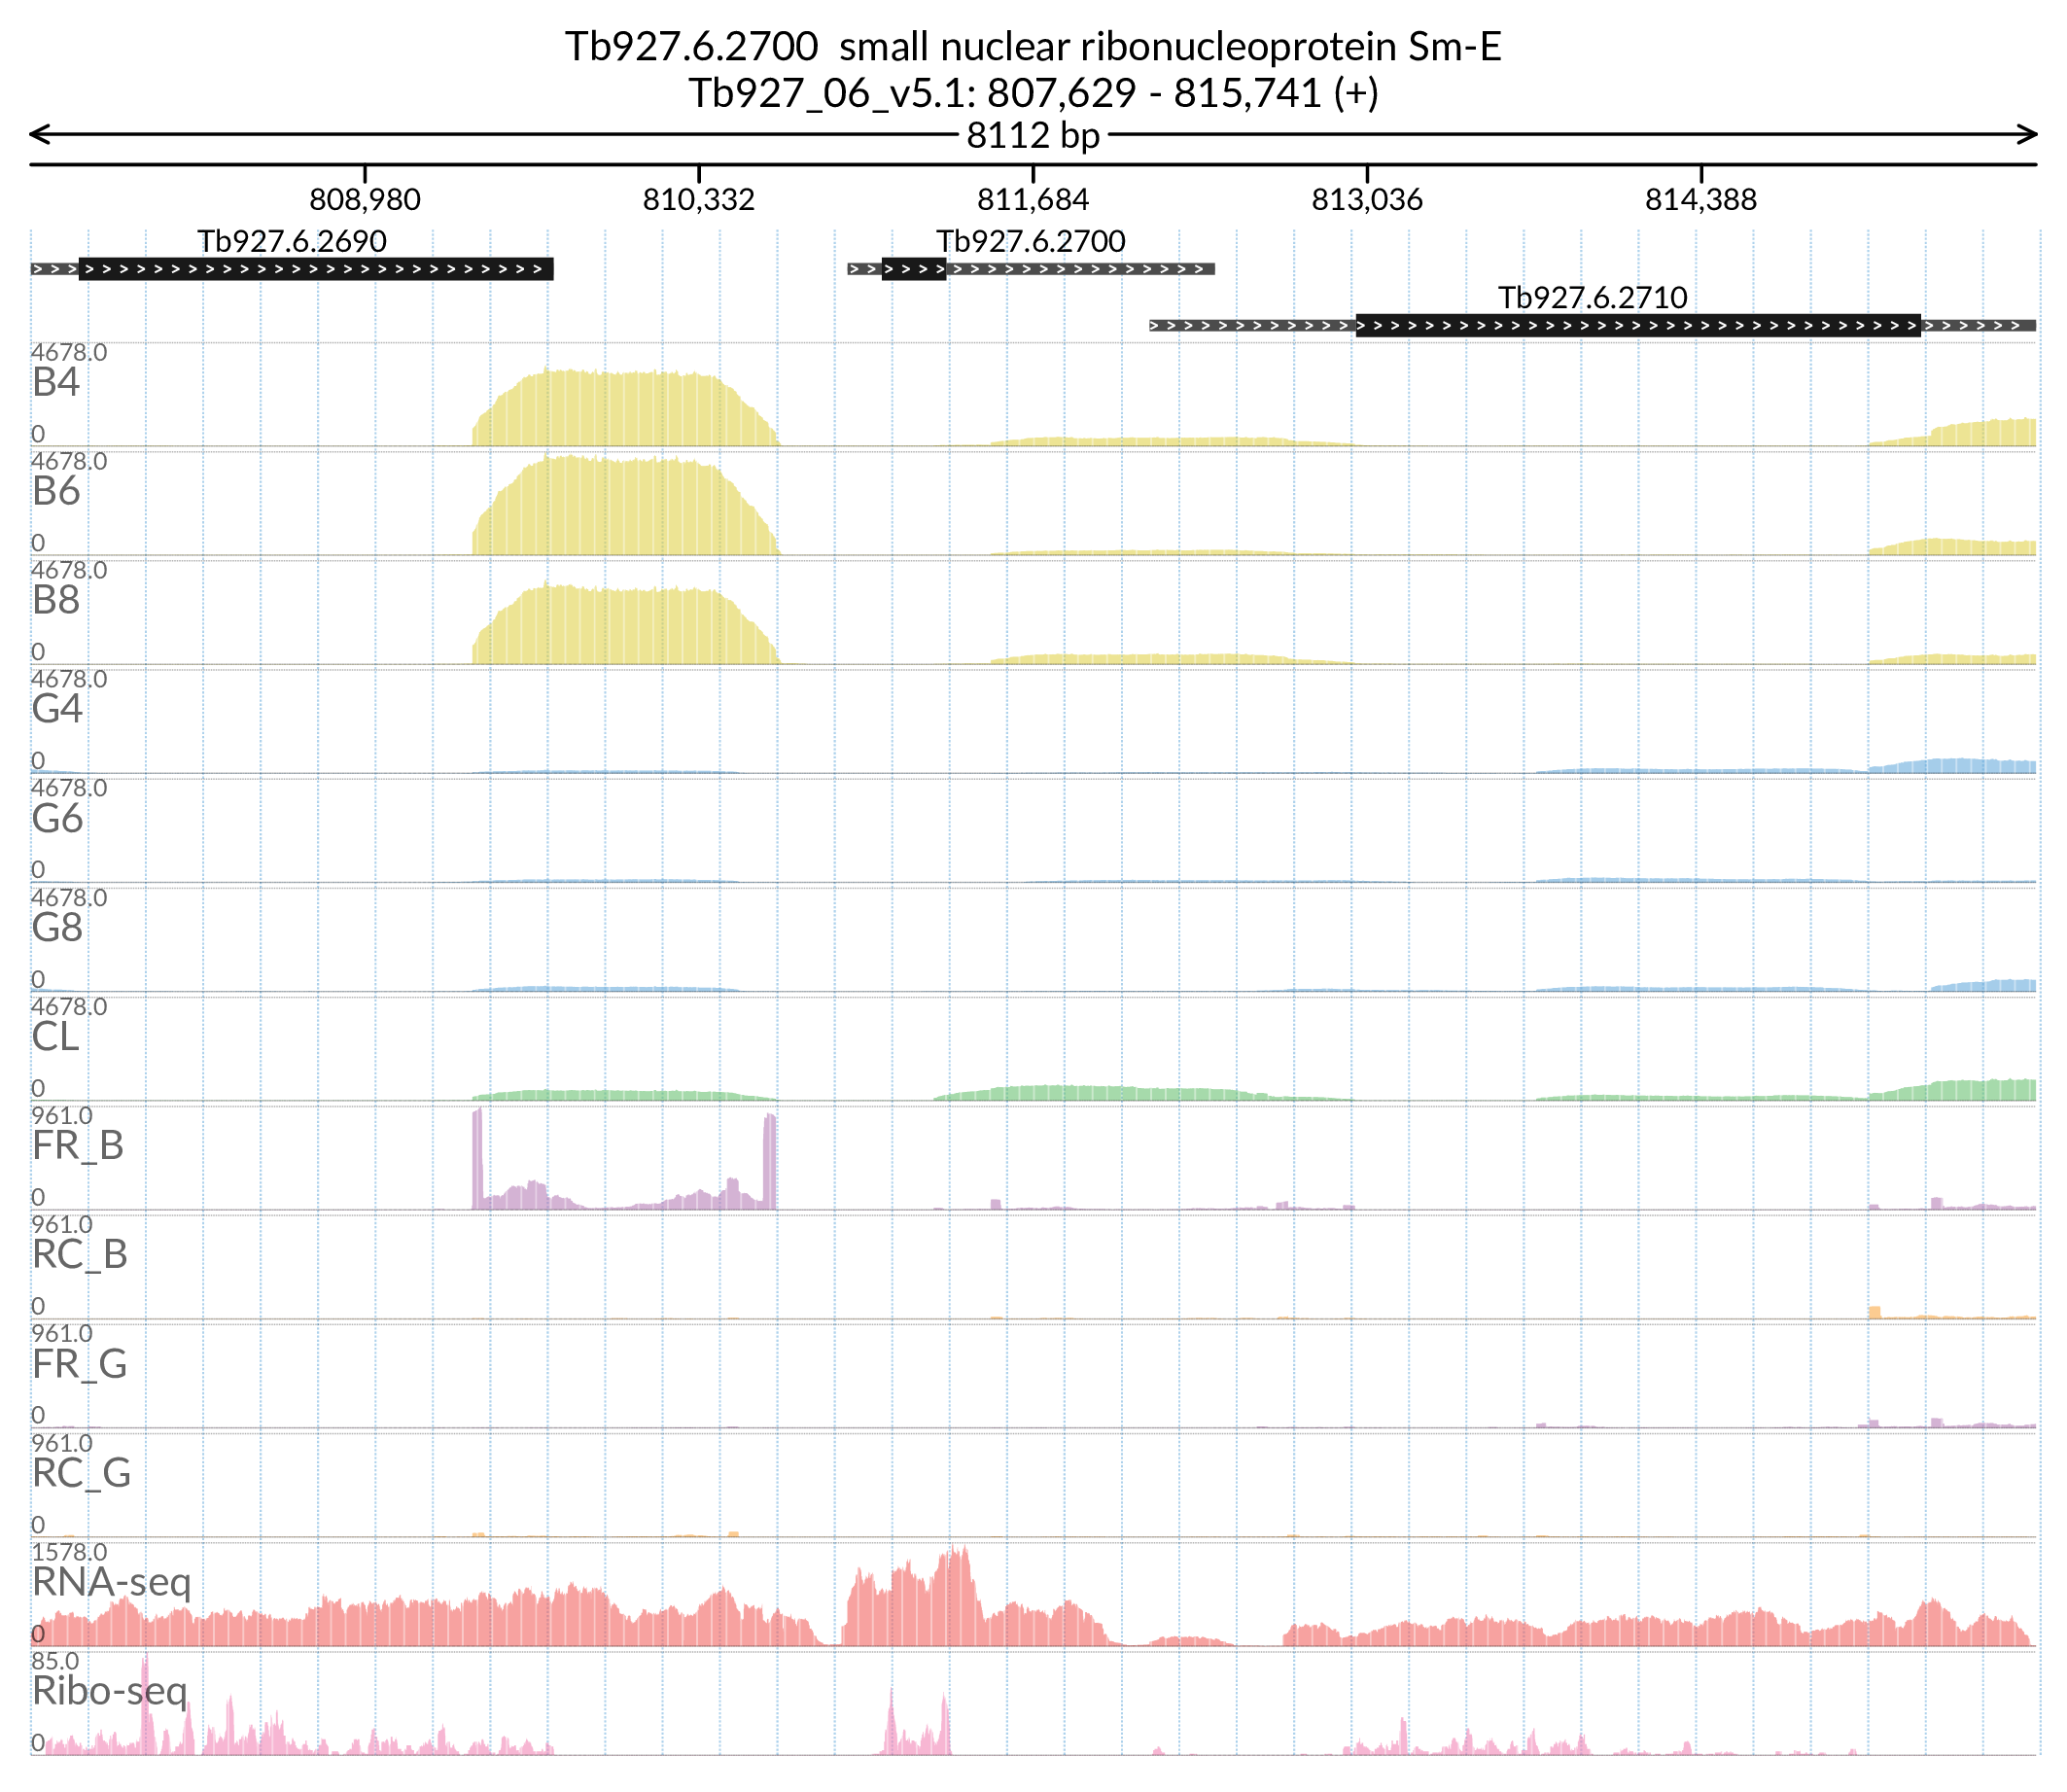 Tb927.6.2700 small nuclear ribonucleoprotein Sm-E
Tb927_06_v5.1: 807,629 - 815,741 (+)
8112 bp
808,980 810,332 811,684 813,036 814,388
Tb927.6.2690 Tb927.6.2700
Tb927.6.2710
4678.0
B4
0
4678.0
B6
0
4678.0
B8
0
4678.0
G4
0
4678.0
G6
0
4678.0
G8
0
4678.0
CL
0
961.0
FR_B
0
961.0
RC_B
0
961.0
FR_G
0
961.0
RC_G
0
1578.0
RNA-seq
0
85.0
Ribo-seq
0